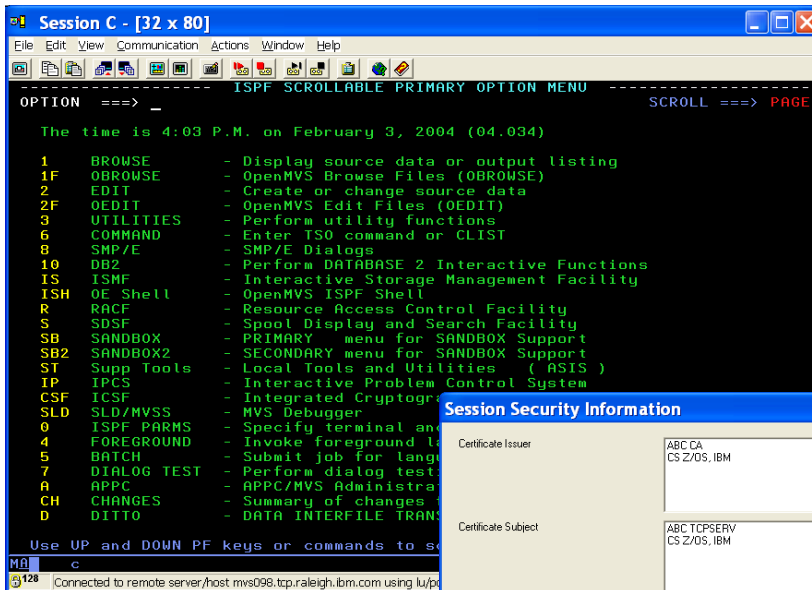 Session C - [32 x 80]
File Edit View Communication Actions Window Help
------------------- ISPF SCROLLABLE PRIMARY OPTION MENU --------------------
OPTION ===> _ SCROLL ===> PAGE
The time is 4:03 P.M. on February 3, 2004 (04.034)
1 BROWSE - Display source data or output listing
1F OBROWSE - OpenMVS Browse Files (OBROWSE)
2 EDIT - Create or change source data
2F OEDIT - OpenMVS Edit Files (OEDIT)
3 UTILITIES - Perform utility functions
6 COMMAND - Enter TSO command or CLIST
8 SMP/E - SMP/E Dialogs
10 DB2 - Perform DATABASE 2 Interactive Functions
IS ISMF - Interactive Storage Management Facility
ISH OE Shell - OpenMVS ISPF Shell
R RACF - Resource Access Control Facility
S SDSF - Spool Display and Search Facility
SB SANDBOX - PRIMARY menu for SANDBOX Support
SB2 SANDBOX2 - SECONDARY menu for SANDBOX Support
ST Supp Tools - Local Tools and Utilities ( ASIS )
IP IPCS - Interactive Problem Control System
CSF ICSF - Integrated Cryptogra
SLD SLD/MVSS - MVS Debugger
0 ISPF PARMS - Specify terminal an
4 FOREGROUND - Invoke foreground la
5 BATCH - Submit job for langu
7 DIALOG TEST - Perform dialog testi
A APPC - APPC/MVS Administra
CH CHANGES - Summary of changes
D DITTO - DATA INTERFILE TRANS
Use UP and DOWN PF keys or commands to sc
MA c
128 Connected to remote server/host mvs098.tcp.raleigh.ibm.com using lu/po
Session Security Information
Certificate Issuer
ABC CA
CS Z/OS, IBM
Certificate Subject
ABC TCPSERV
CS Z/OS, IBM